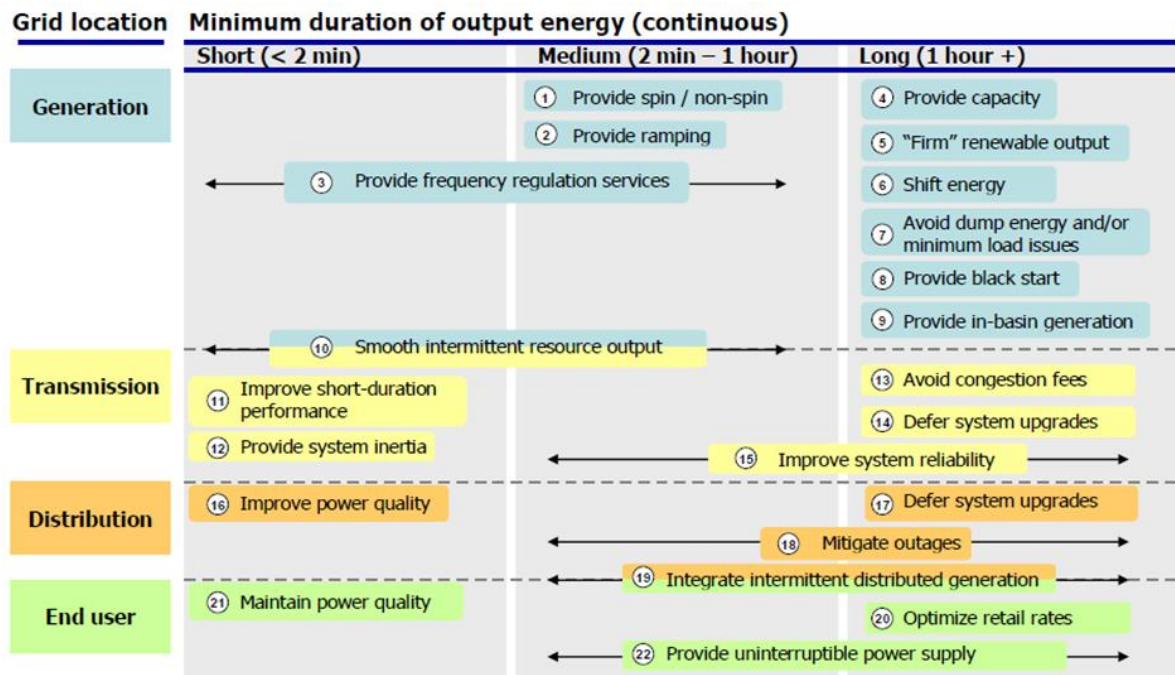 Grid location
Minimum duration of output energy (continuous)
Short (< 2 min)
Medium (2 min – 1 hour)
Long (1 hour +)
Generation
1 Provide spin / non-spin
2 Provide ramping
3 Provide frequency regulation services
4 Provide capacity
5 “Firm” renewable output
6 Shift energy
7 Avoid dump energy and/or
minimum load issues
8 Provide black start
9 Provide in-basin generation
10 Smooth intermittent resource output
Transmission
11 Improve short-duration
performance
12 Provide system inertia
13 Avoid congestion fees
14 Defer system upgrades
15 Improve system reliability
Distribution
16 Improve power quality
17 Defer system upgrades
18 Mitigate outages
19 Integrate intermittent distributed generation
End user
21 Maintain power quality
20 Optimize retail rates
22 Provide uninterruptible power supply